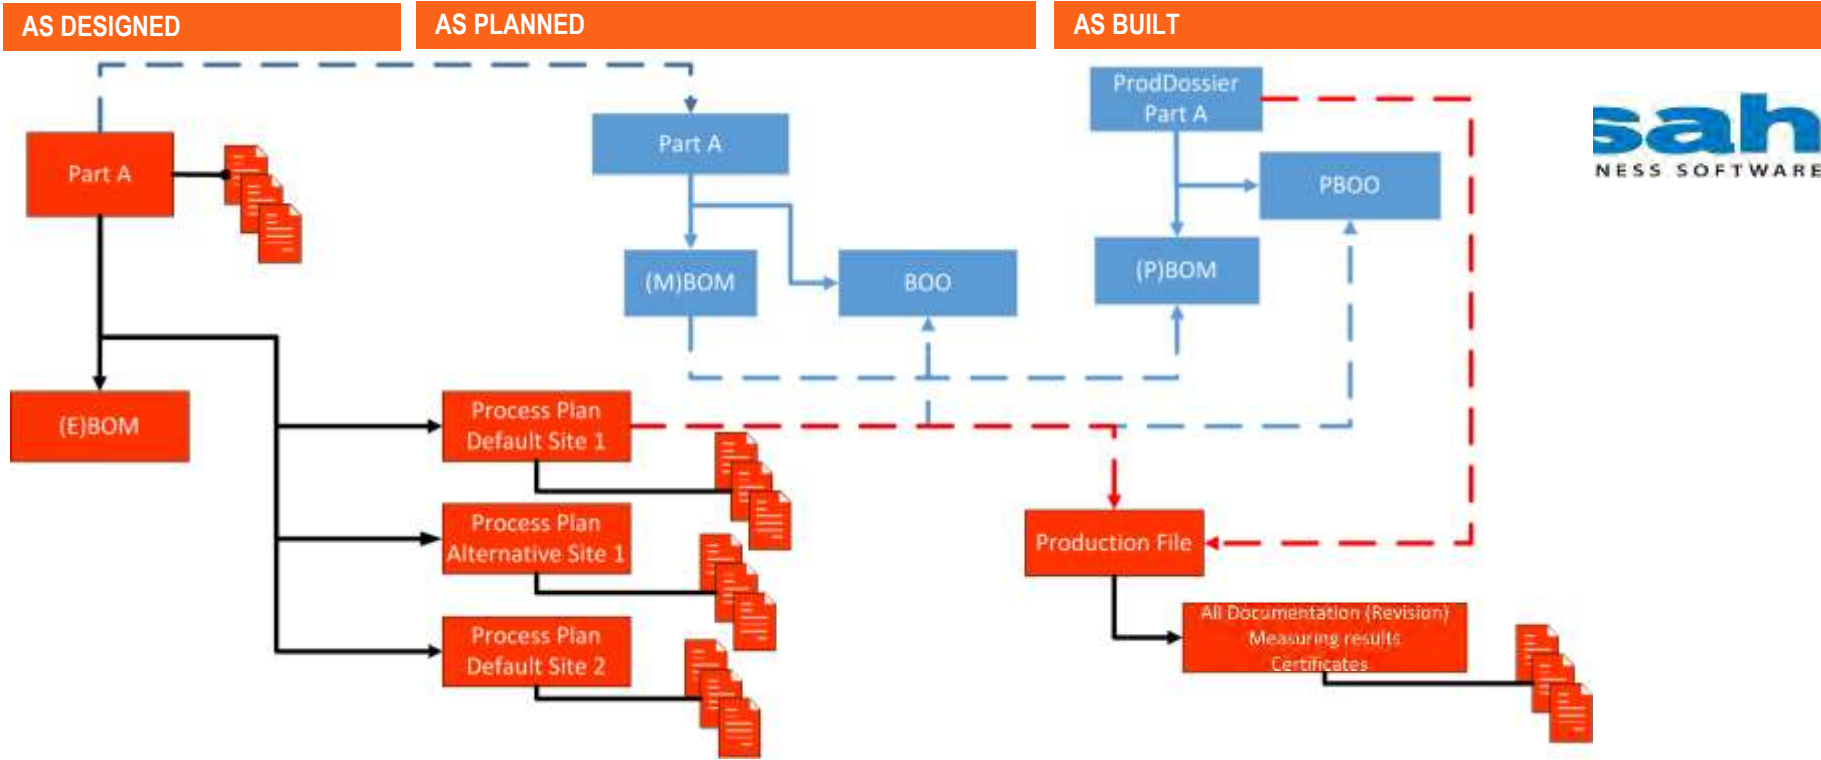 AS DESIGNED
AS PLANNED
AS BUILT
Part A
(E)BOM
Process Plan
Default Site 1
Process Plan
Alternative Site 1
Process Plan
Default Site 2
Part A
(M)BOM
BOO
ProdDossier
Part A
PBOO
(P)BOM
Production File
All Documentation (Revision)
Measuring results
Certificates
sah
NESS SOFTWARE